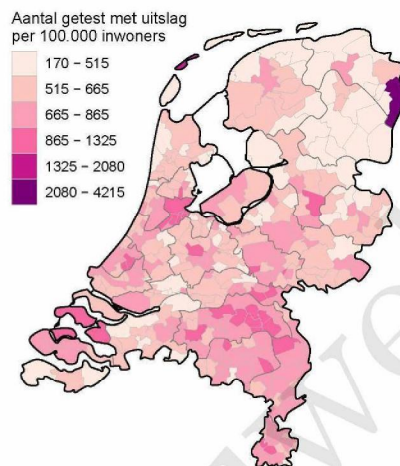 Aantal getest met uitslag
per 100.000 inwoners
170 – 515
515 – 665
665 – 865
865 – 1325
1325 – 2080
2080 – 4215